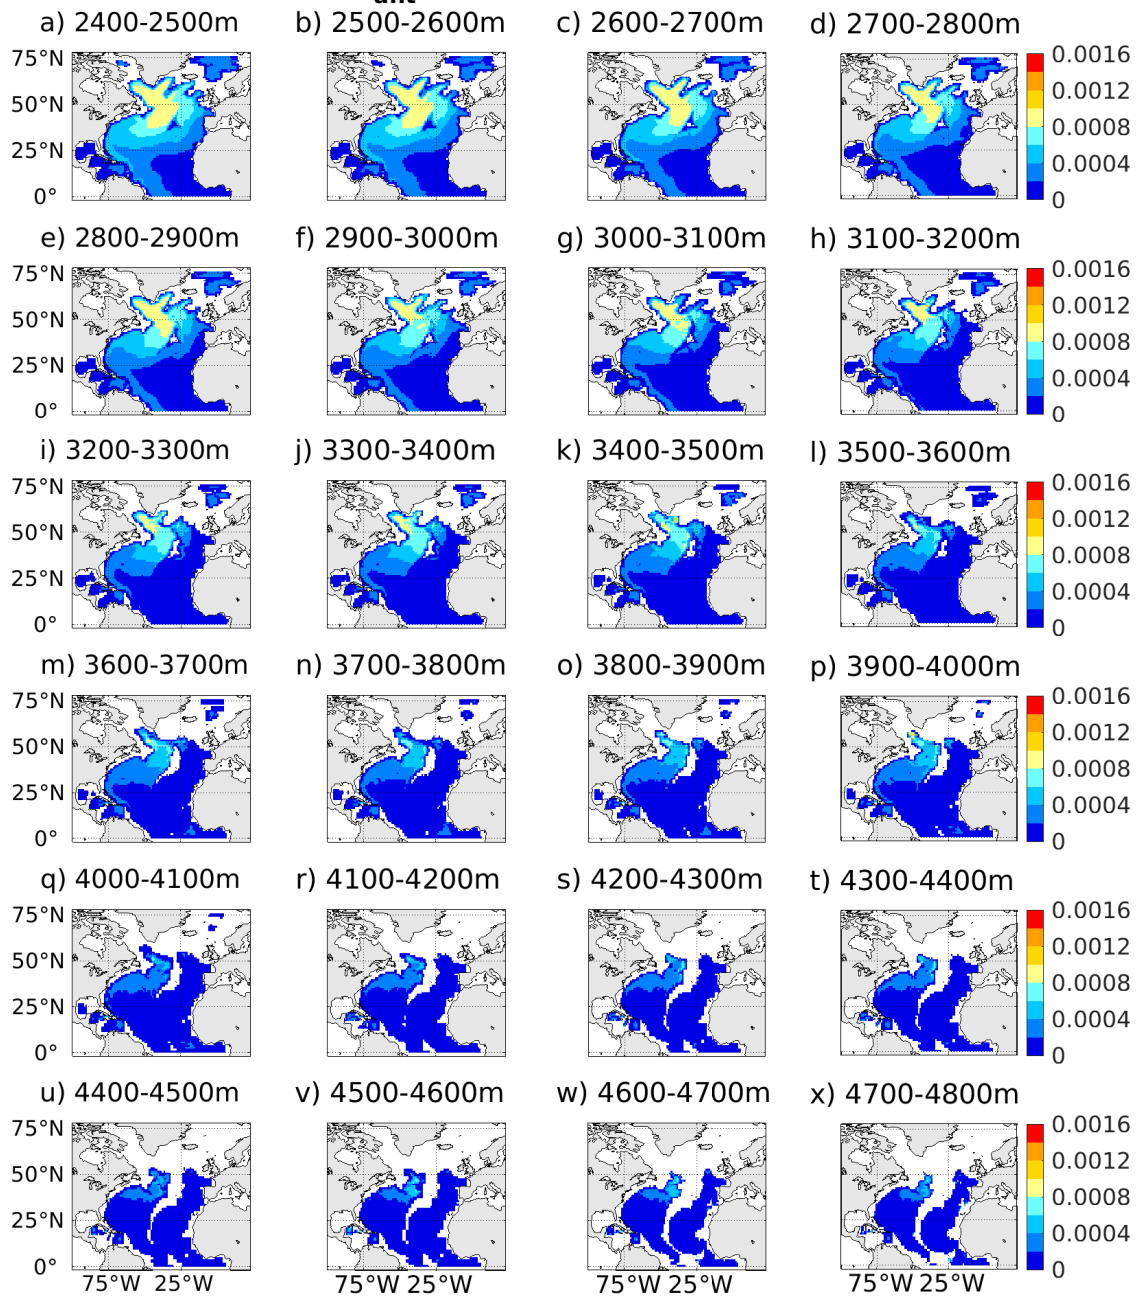 a) 2400-2500m b) 2500-2600m c) 2600-2700m d) 2700-2800m
75°N 0.0016
50°N 0.0012
0.0008
25°N 0.0004
0° 0
e) 2800-2900m f) 2900-3000m g) 3000-3100m h) 3100-3200m
75°N 0.0016
50°N 0.0012
0.0008
25°N 0.0004
0° 0
i) 3200-3300m j) 3300-3400m k) 3400-3500m l) 3500-3600m
75°N 0.0016
50°N 0.0012
0.0008
25°N 0.0004
0° 0
m) 3600-3700m n) 3700-3800m o) 3800-3900m p) 3900-4000m
75°N 0.0016
50°N 0.0012
0.0008
25°N 0.0004
0° 0
q) 4000-4100m r) 4100-4200m s) 4200-4300m t) 4300-4400m
75°N 0.0016
50°N 0.0012
0.0008
25°N 0.0004
0° 0
u) 4400-4500m v) 4500-4600m w) 4600-4700m x) 4700-4800m
75°N 0.0016
50°N 0.0012
0.0008
25°N 0.0004
0° 0
75°W 25°W 75°W 25°W 75°W 25°W 75°W 25°W